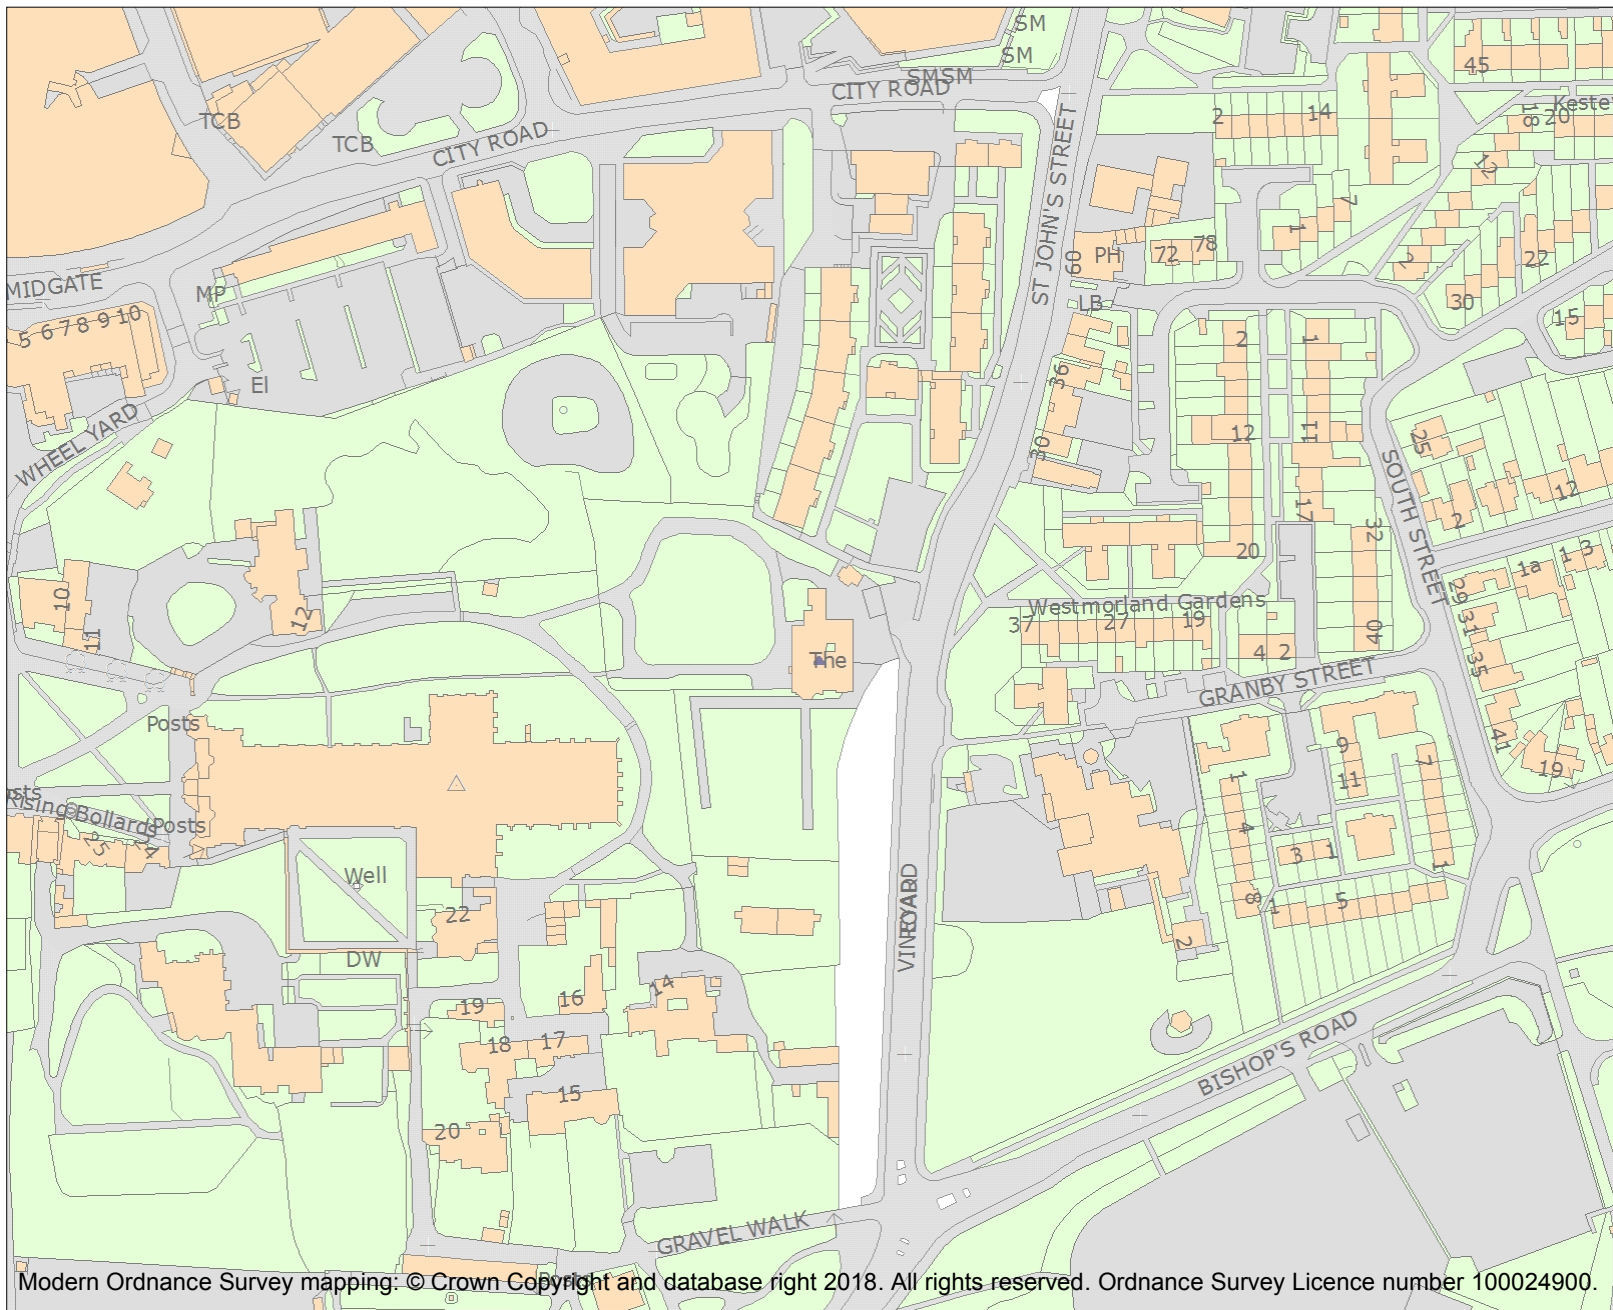 SM
SM
SMSM
CITY ROAD
45
Keste
18
20
2
14
TCB
TCB
CITY ROAD
12
ST JOHN'S STREET
7
1
60
PH
72
78
2
22
MIDGATE
MP
LB
30
15
5 6 7 8 9 10
2
1
El
36
WHEEL YARD
12
11
25
30
SOUTH STREET
12
17
2
32
20
1a
1
3
29
10
12
Westmorland Gardens
37
27
19
31
11
40
4
2
35
The
GRANBY STREET
Posts
41
9
7
19
1
11
osts
Rising Bollards
Posts
25
24
4
3
1
1
Well
VINEYARD
ROAD
8
1
5
22
2
DW
14
16
19
18
17
BISHOP'S ROAD
15
20
GRAVEL WALK
Posts
Modern Ordnance Survey mapping: © Crown Copyright and database right 2018. All rights reserved. Ordnance Survey Licence number 100024900.